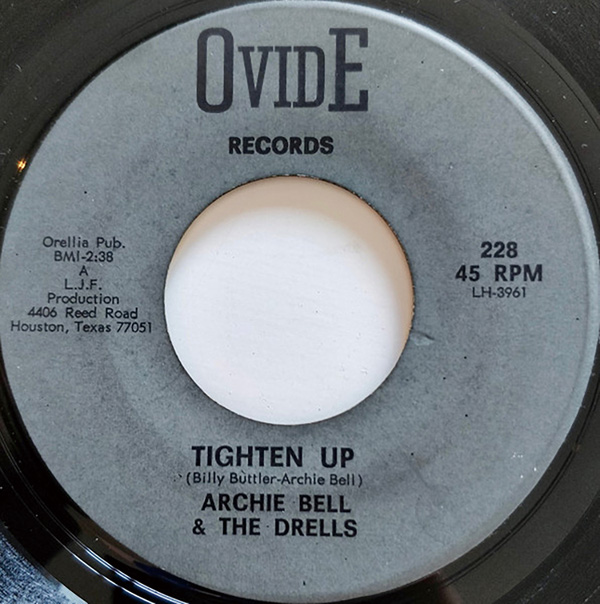 OVIDE
RECORDS
Orellia Pub.
BMI-2:38
A
L.J.F.
Production
4406 Reed Road
Houston, Texas 77051
228
45 RPM
LH-3961
TIGHTEN UP
(Billy Buttler-Archie Bell)
ARCHIE BELL
& THE DRELLS